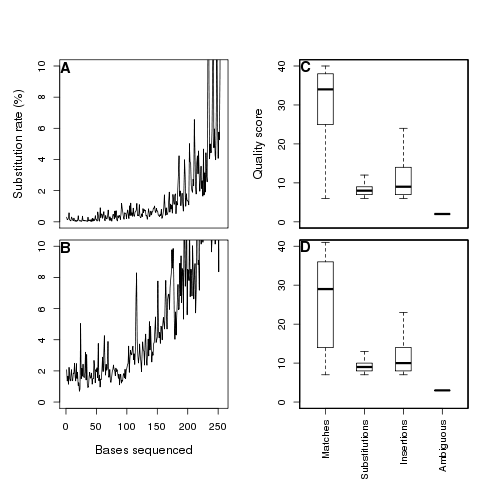 A
Substitution rate (%)
0 2 4 6 8 10
C
Quality score
0 10 20 30 40
B
0 2 4 6 8 10
0 50 100 150 200 250
Bases sequenced
D
0 10 20 30 40
Matches
Substitutions
Insertions
Ambiguous